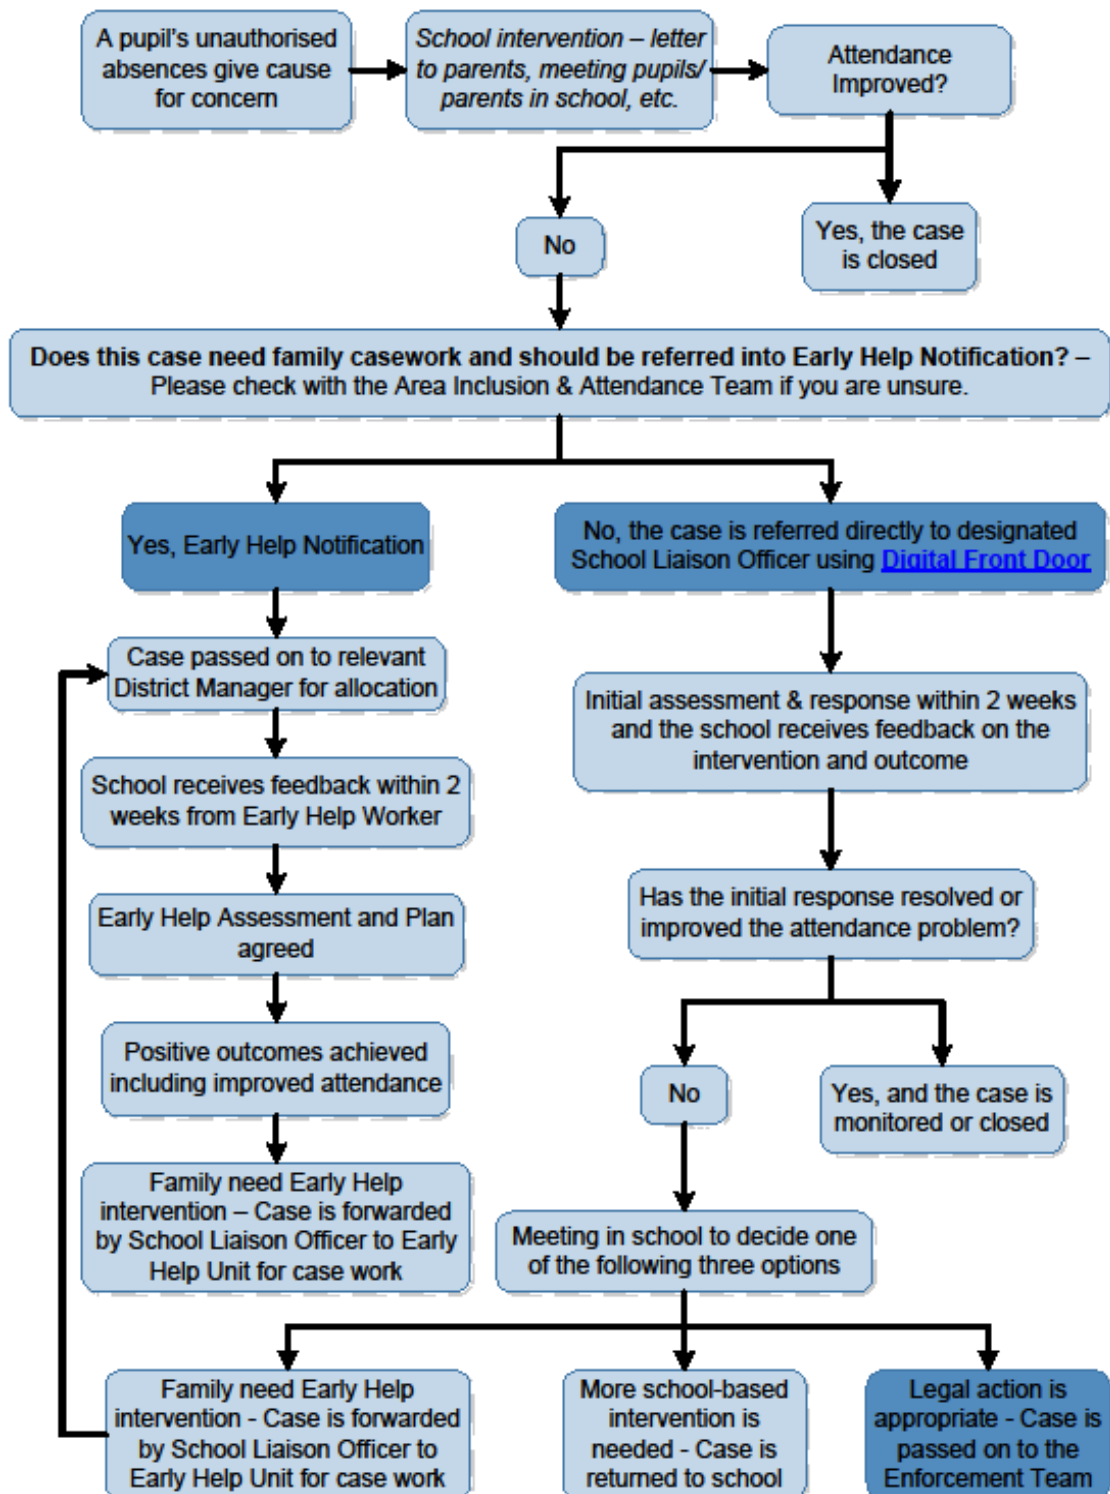 A pupil's unauthorised
absences give cause
for concern
School intervention – letter
to parents, meeting pupils/
parents in school, etc.
Attendance
Improved?
No
Yes, the case
is closed
Does this case need family casework and should be referred into Early Help Notification? –
Please check with the Area Inclusion & Attendance Team if you are unsure.
Yes, Early Help Notification
No, the case is referred directly to designated
School Liaison Officer using Digital Front Door
Case passed on to relevant
District Manager for allocation
School receives feedback within 2
weeks from Early Help Worker
Early Help Assessment and Plan
agreed
Positive outcomes achieved
including improved attendance
Family need Early Help
intervention – Case is forwarded
by School Liaison Officer to Early
Help Unit for case work
Initial assessment & response within 2 weeks
and the school receives feedback on the
intervention and outcome
Has the initial response resolved or
improved the attendance problem?
No
Yes, and the case is
monitored or closed
Meeting in school to decide one
of the following three options
Family need Early Help
intervention - Case is forwarded
by School Liaison Officer to
Early Help Unit for case work
More school-based
intervention is
needed - Case is
returned to school
Legal action is
appropriate - Case is
passed on to the
Enforcement Team